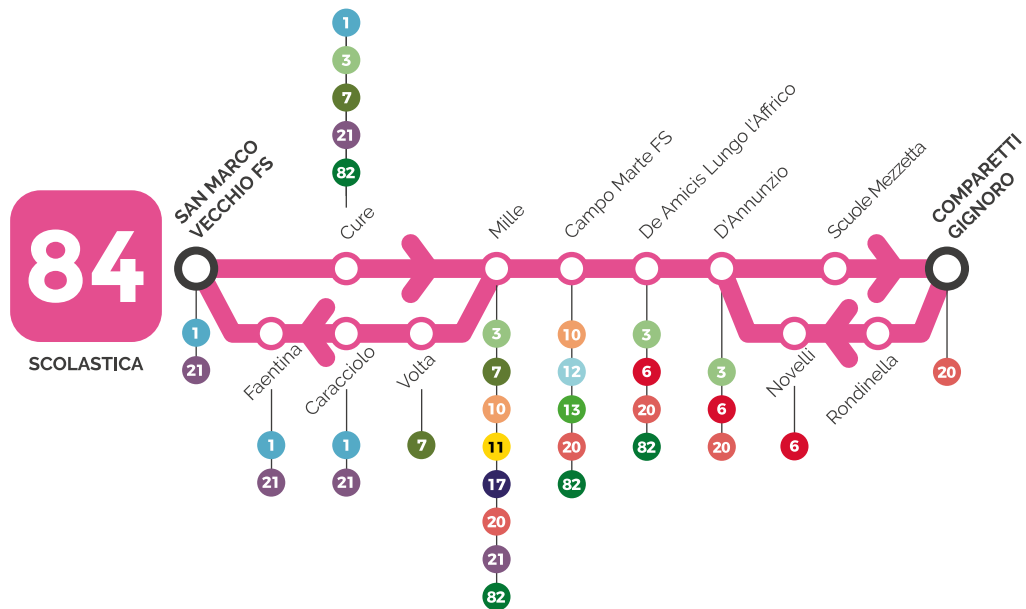 84
SCOLASTICA
SAN MARCO
VECCHIO FS
1
21
1
3
7
21
82
Cure
Mille
3
7
10
11
17
20
21
82
Campo Marte FS
10
12
13
20
82
De Amicis Lungo l'Affrico
3
6
20
82
D'Annunzio
3
6
20
Scuole Mezzetta
COMPARETTI
GIGNORO
20
Faentina
1
21
Caracciolo
1
21
Volta
7
Novelli
6
Rondinella